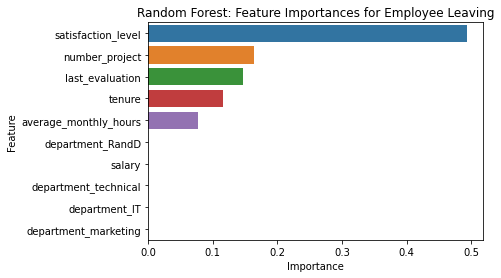 Random Forest: Feature Importances for Employee Leaving
Feature
satisfaction_level
number_project
last_evaluation
tenure
average_monthly_hours
department_RandD
salary
department_technical
department_IT
department_marketing
0.0 0.1 0.2 0.3 0.4 0.5
Importance